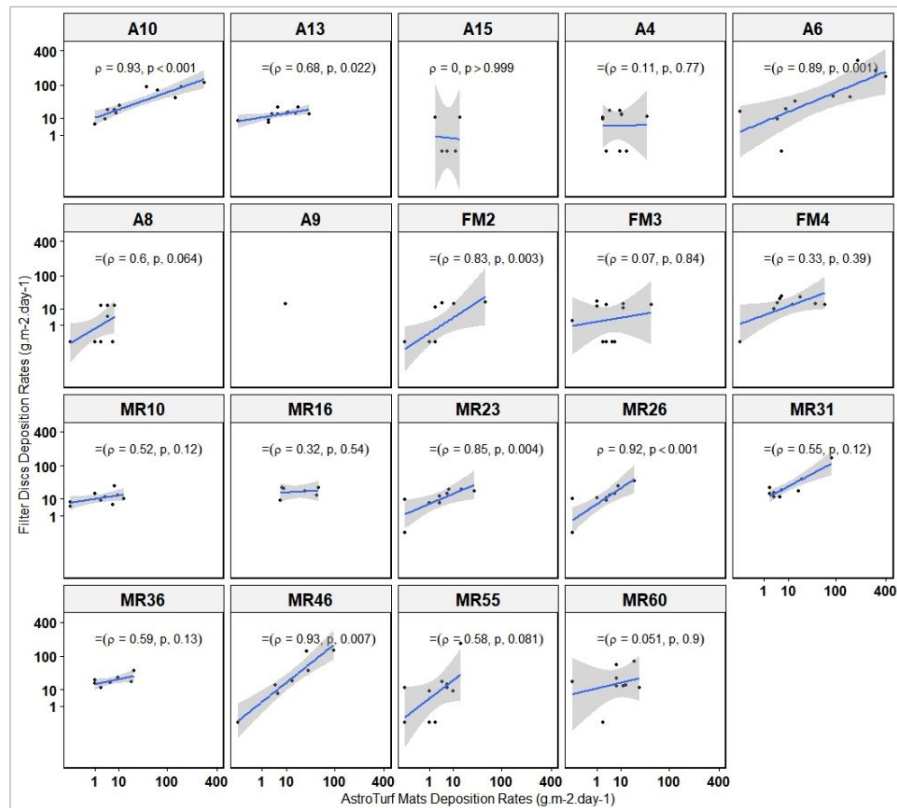 A10 A13 A15 A4 A6
400
100
10
1
ρ = 0.93, p < 0.001 =(ρ = 0.68, p, 0.022) ρ = 0, p > 0.999 =(ρ = 0.11, p, 0.77) =(ρ = 0.89, p, 0.001)
A8 A9 FM2 FM3 FM4
400
100
10
1
=(ρ = 0.6, p, 0.064) =(ρ = 0.83, p, 0.003) =(ρ = 0.07, p, 0.84) =(ρ = 0.33, p, 0.39)
MR10 MR16 MR23 MR26 MR31
400
100
10
1
=(ρ = 0.52, p, 0.12) =(ρ = 0.32, p, 0.54) =(ρ = 0.85, p, 0.004) ρ = 0.92, p < 0.001 =(ρ = 0.55, p, 0.12)
1 10 100 400
MR36 MR46 MR55 MR60
400
100
10
1
=(ρ = 0.59, p, 0.13) =(ρ = 0.93, p, 0.007) =(ρ = 0.58, p, 0.081) =(ρ = 0.051, p, 0.9)
1 10 100 400 1 10 100 400 1 10 100 400 1 10 100 400
Filter Discs Deposition Rates (g.m-2.day-1)
AstroTurf Mats Deposition Rates (g.m-2.day-1)